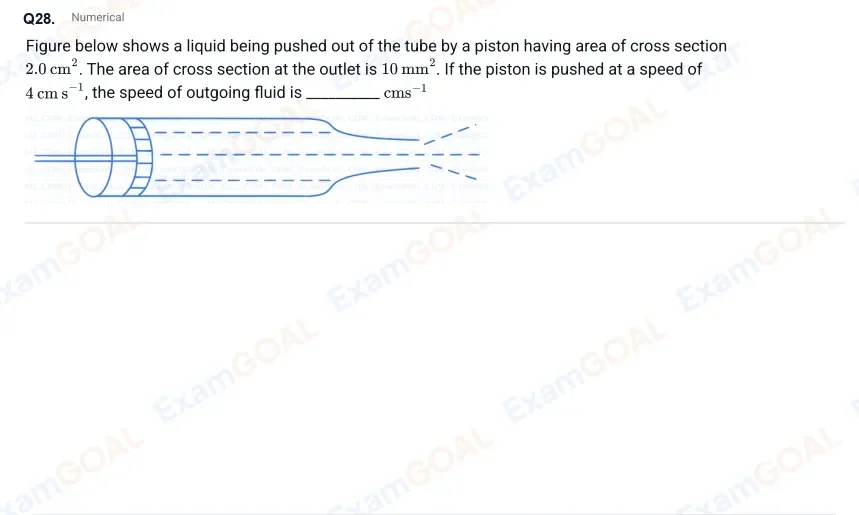 Q28. Numerical
Figure below shows a liquid being pushed out of the tube by a piston having area of cross section
2.0 cm². The area of cross section at the outlet is 10 mm². If the piston is pushed at a speed of
4 cm s⁻¹, the speed of outgoing fluid is _________ cms⁻¹
ExamGOAL
ExamGOAL
ExamGOAL
ExamGOAL
ExamGOAL
ExamGOAL